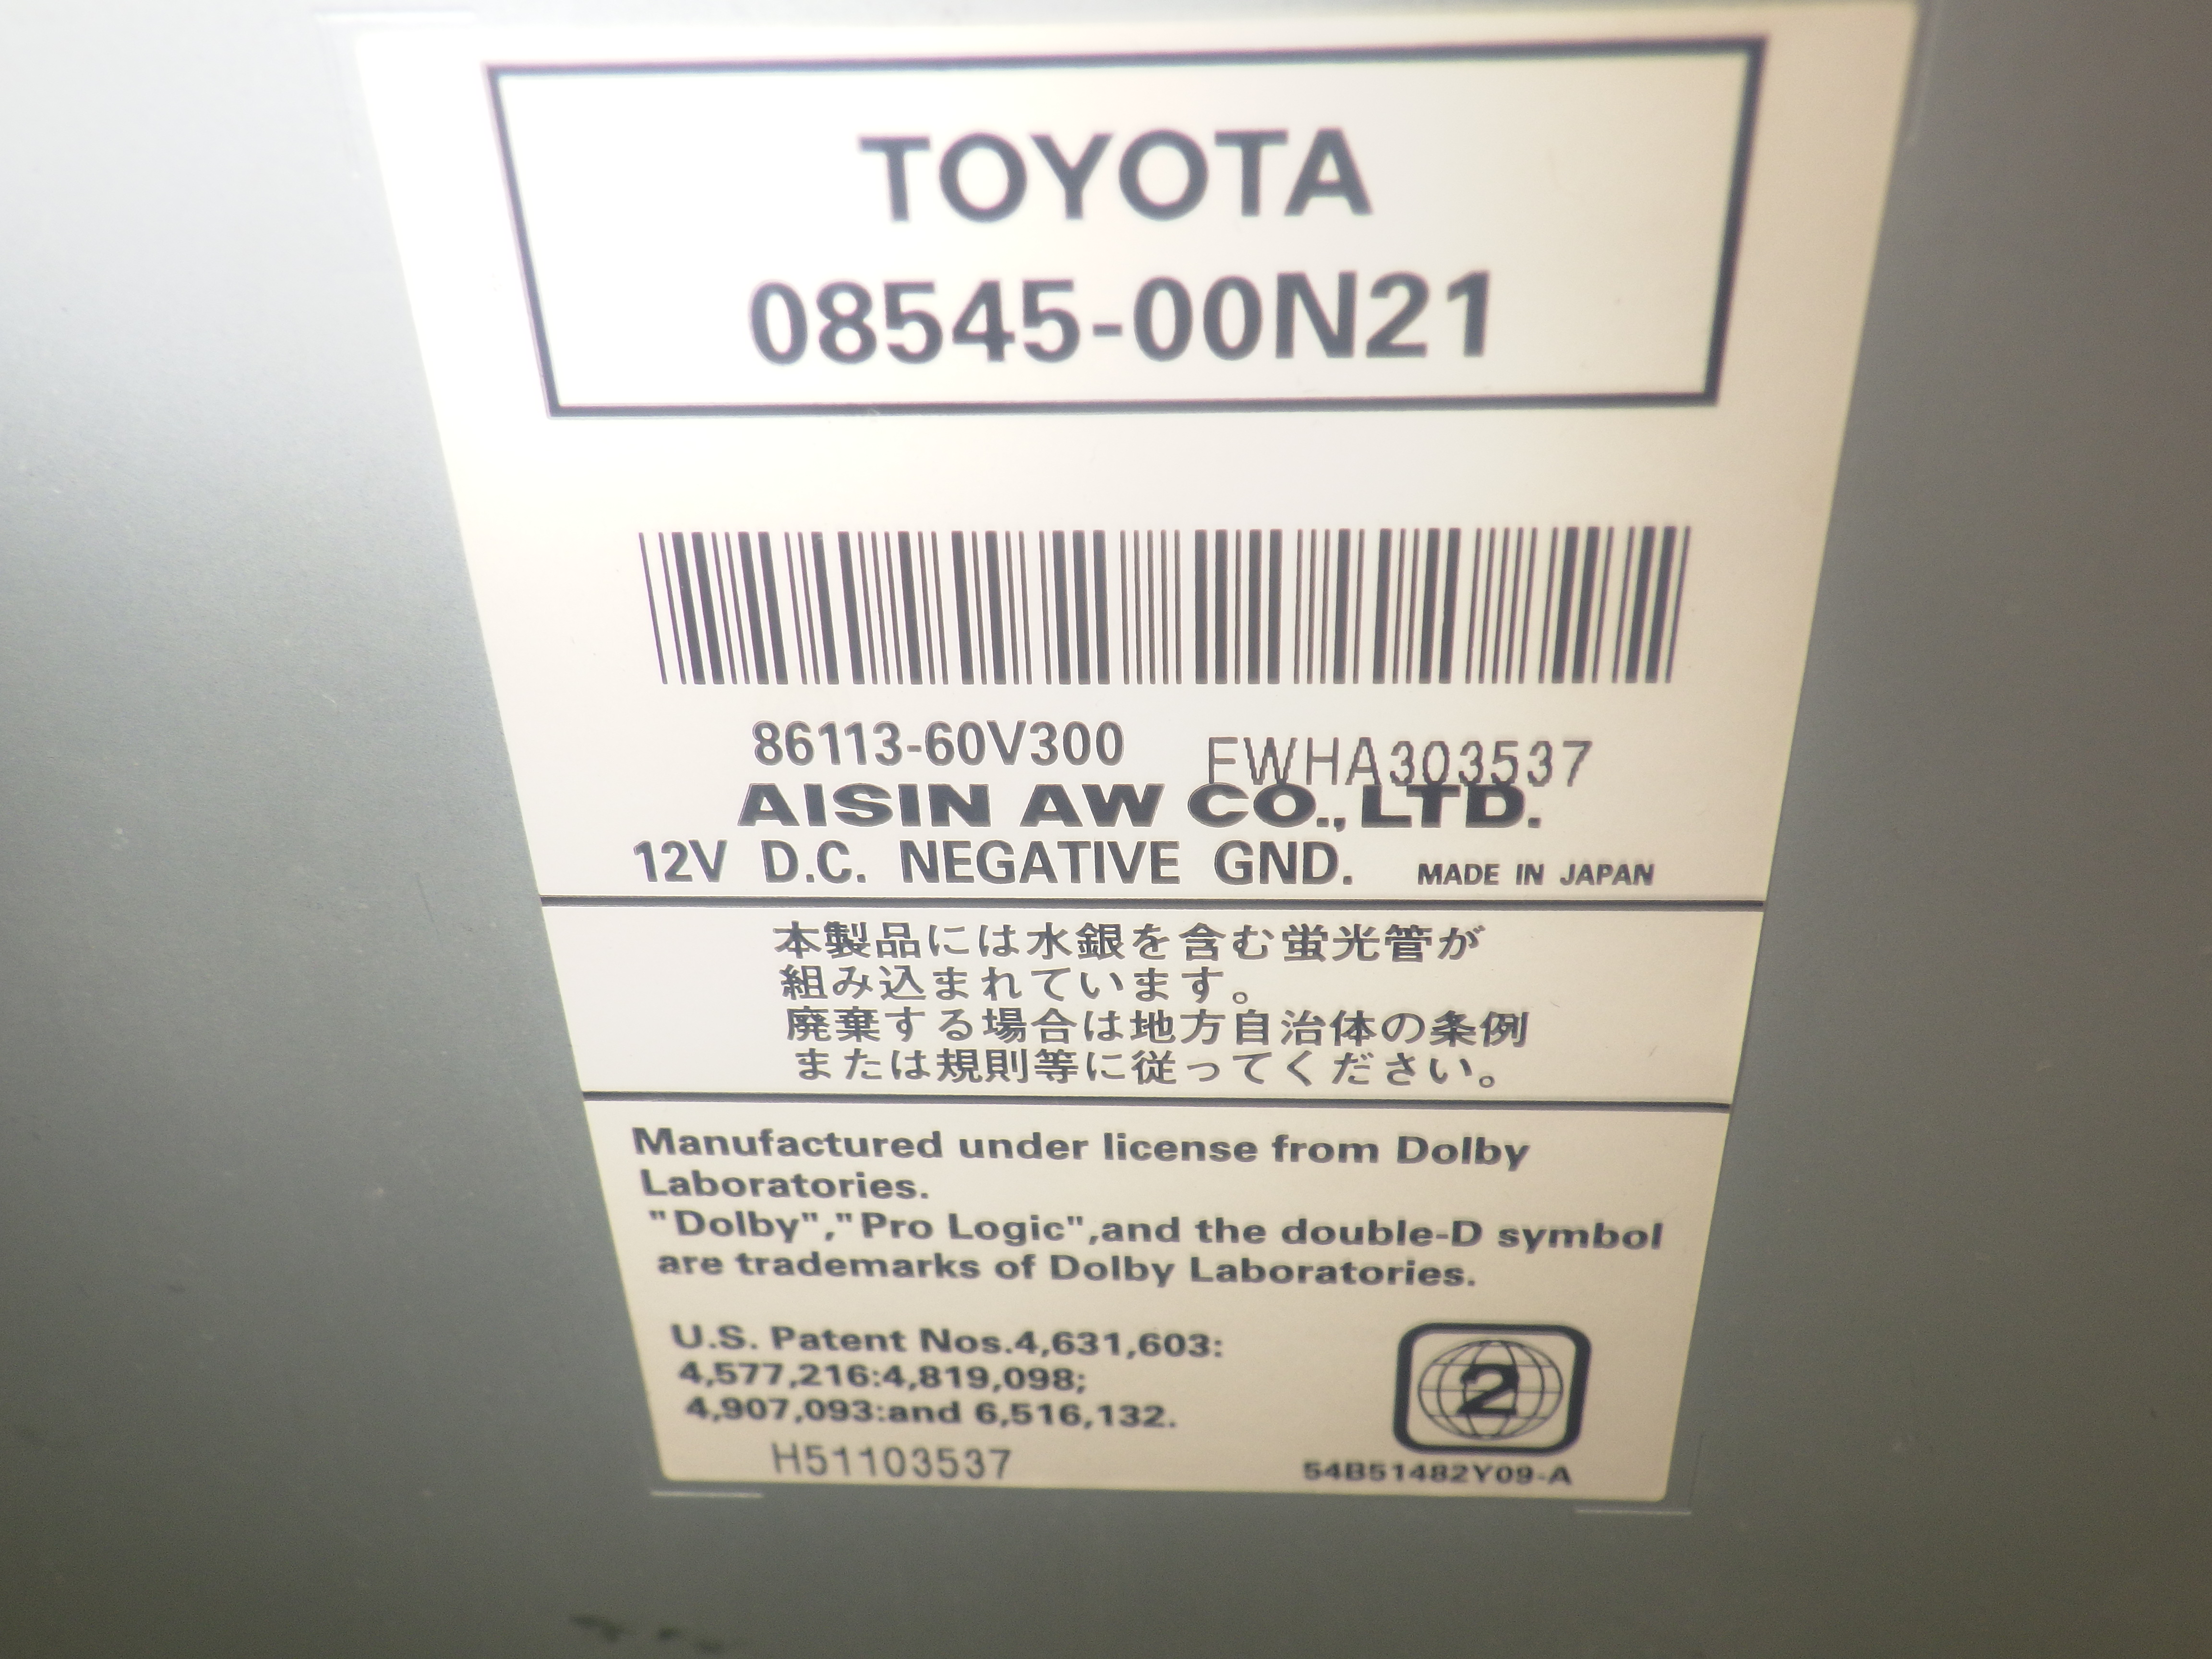 TOYOTA
08545-00N21
86113-60V300 EWHA303537
AISIN AW CO.,LTD.
12V D.C. NEGATIVE GND. MADE IN JAPAN
本製品には水銀を含む蛍光管が
組み込まれています。
廃棄する場合は地方自治体の条例
または規則等に従ってください。
Manufactured under license from Dolby
Laboratories.
"Dolby","Pro Logic",and the double-D symbol
are trademarks of Dolby Laboratories.
U.S. Patent Nos.4,631,603:
4,577,216:4,819,098;
4,907,093:and 6,516,132.
2
H51103537
54B51482Y09-A